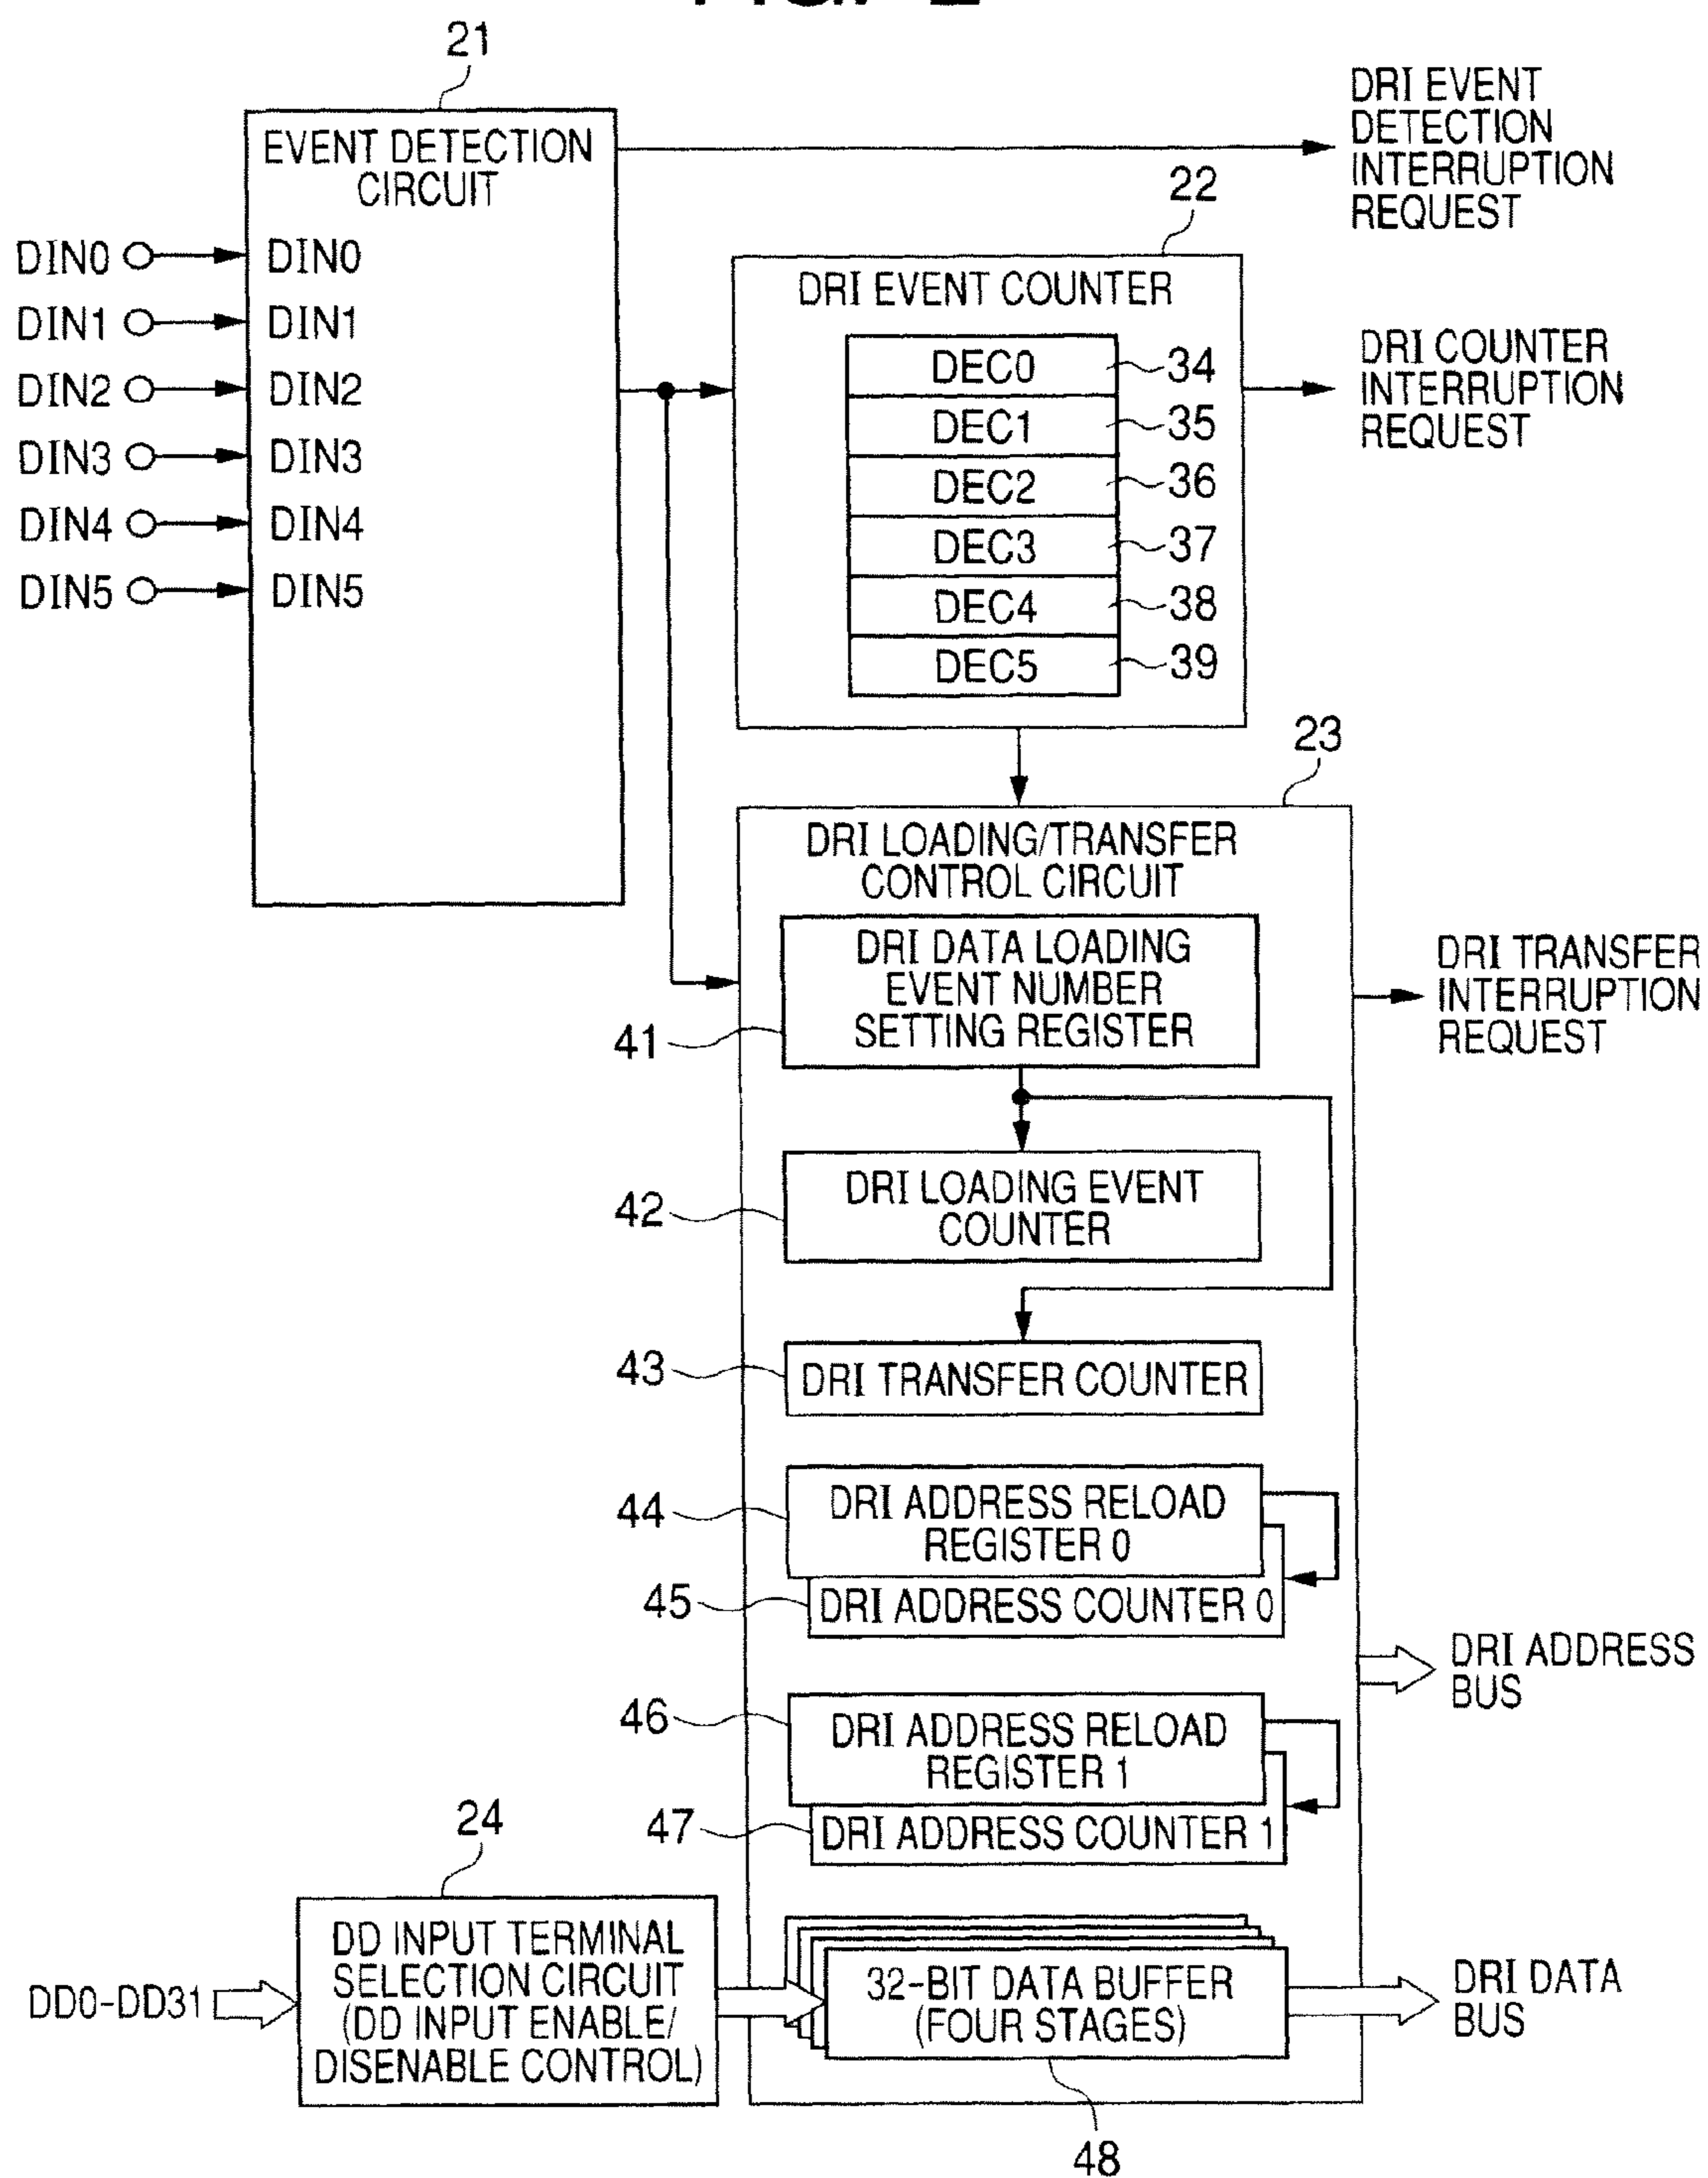 21
EVENT DETECTION
CIRCUIT
DRI EVENT
DETECTION
INTERRUPTION
REQUEST
DIN0 DIN0
DIN1 DIN1
DIN2 DIN2
DIN3 DIN3
DIN4 DIN4
DIN5 DIN5
22
DRI EVENT COUNTER
DEC0 34
DEC1 35
DEC2 36
DEC3 37
DEC4 38
DEC5 39
DRI COUNTER
INTERRUPTION
REQUEST
23
DRI LOADING/TRANSFER
CONTROL CIRCUIT
DRI DATA LOADING
EVENT NUMBER
SETTING REGISTER
41
DRI TRANSFER
INTERRUPTION
REQUEST
DRI LOADING EVENT
COUNTER
42
43
DRI TRANSFER COUNTER
44
DRI ADDRESS RELOAD
REGISTER 0
45
DRI ADDRESS COUNTER 0
DRI ADDRESS
BUS
46
DRI ADDRESS RELOAD
REGISTER 1
47
DRI ADDRESS COUNTER 1
24
DD0-DD31
DD INPUT TERMINAL
SELECTION CIRCUIT
(DD INPUT ENABLE/
DISENABLE CONTROL)
32-BIT DATA BUFFER
(FOUR STAGES)
48
DRI DATA
BUS